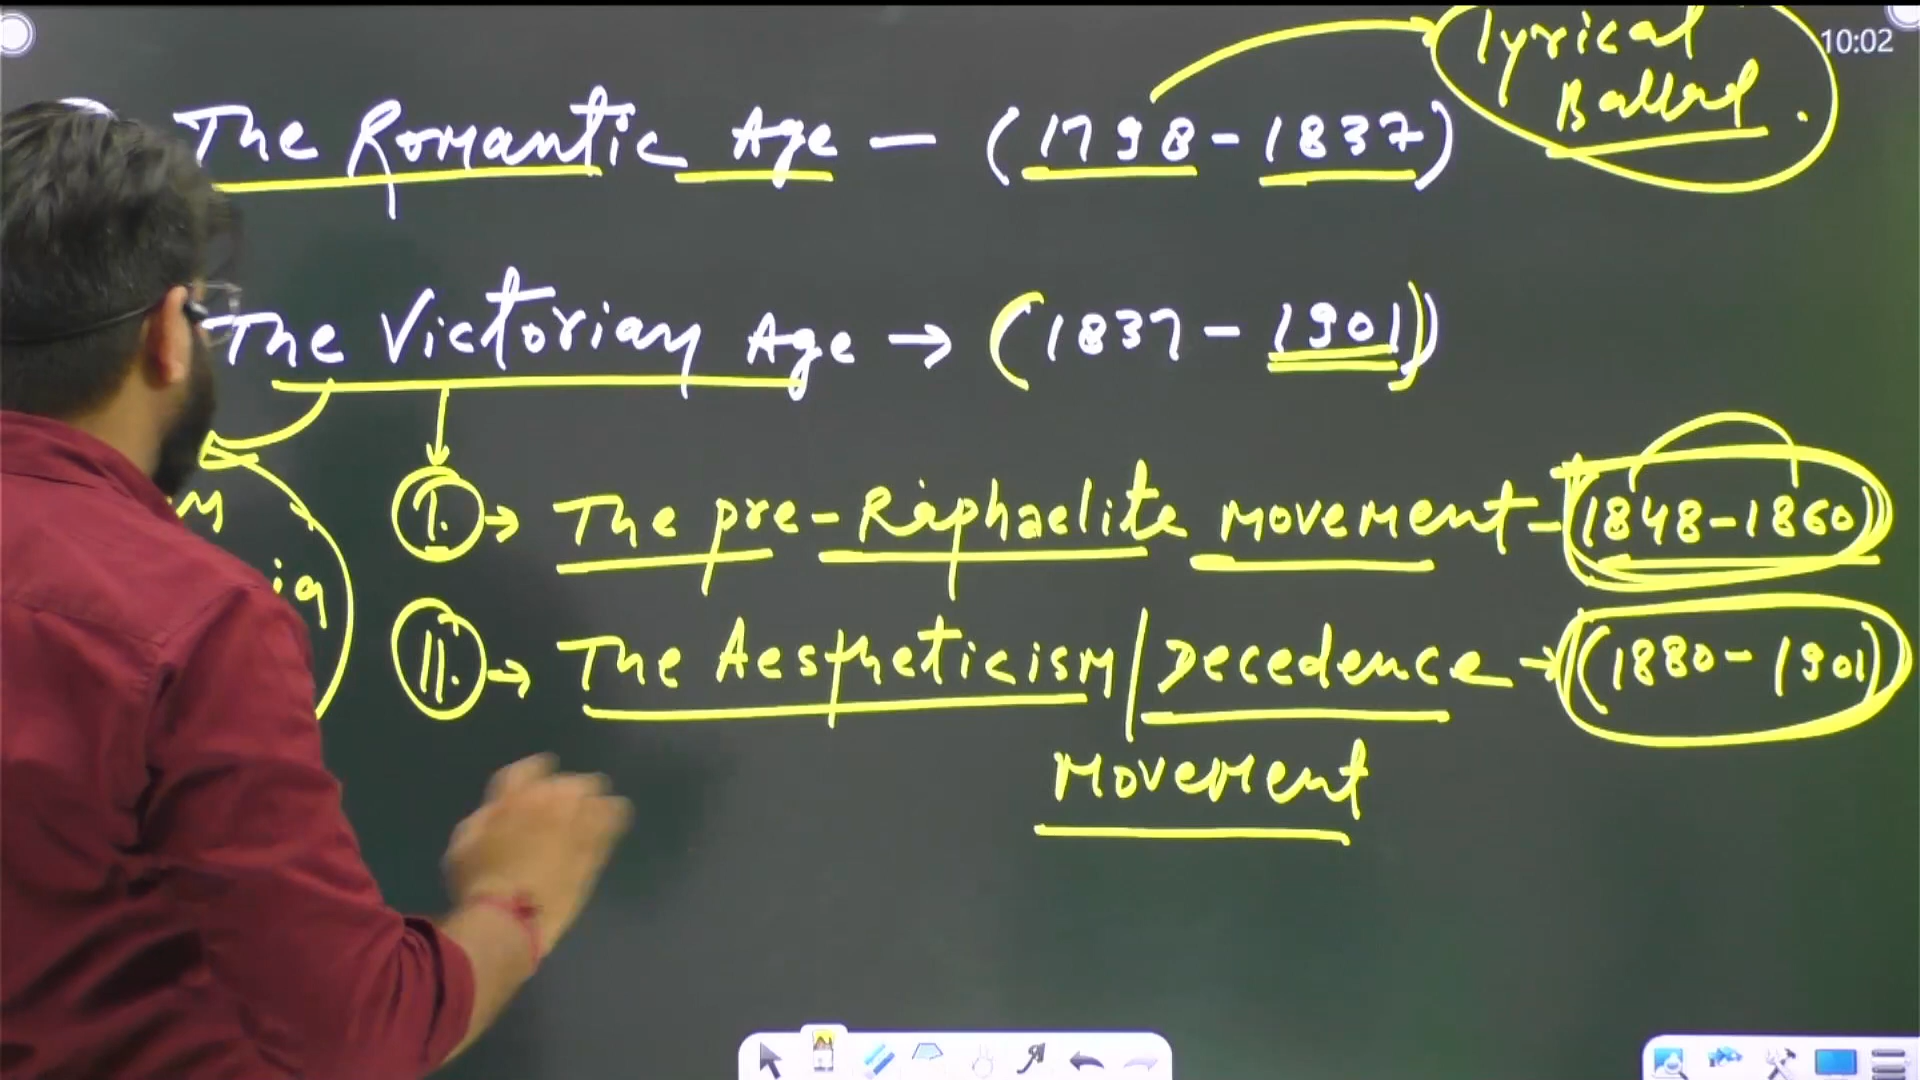 lyrical
Ballad.
10:02
The Romantic Age – (1798-1837)
The Victorian Age → (1837-1901)
I. → The pre-Raphaelite Movement-(1848-1860)
II. → The Aestheticism/Decedence → (1880-1901)
Movement